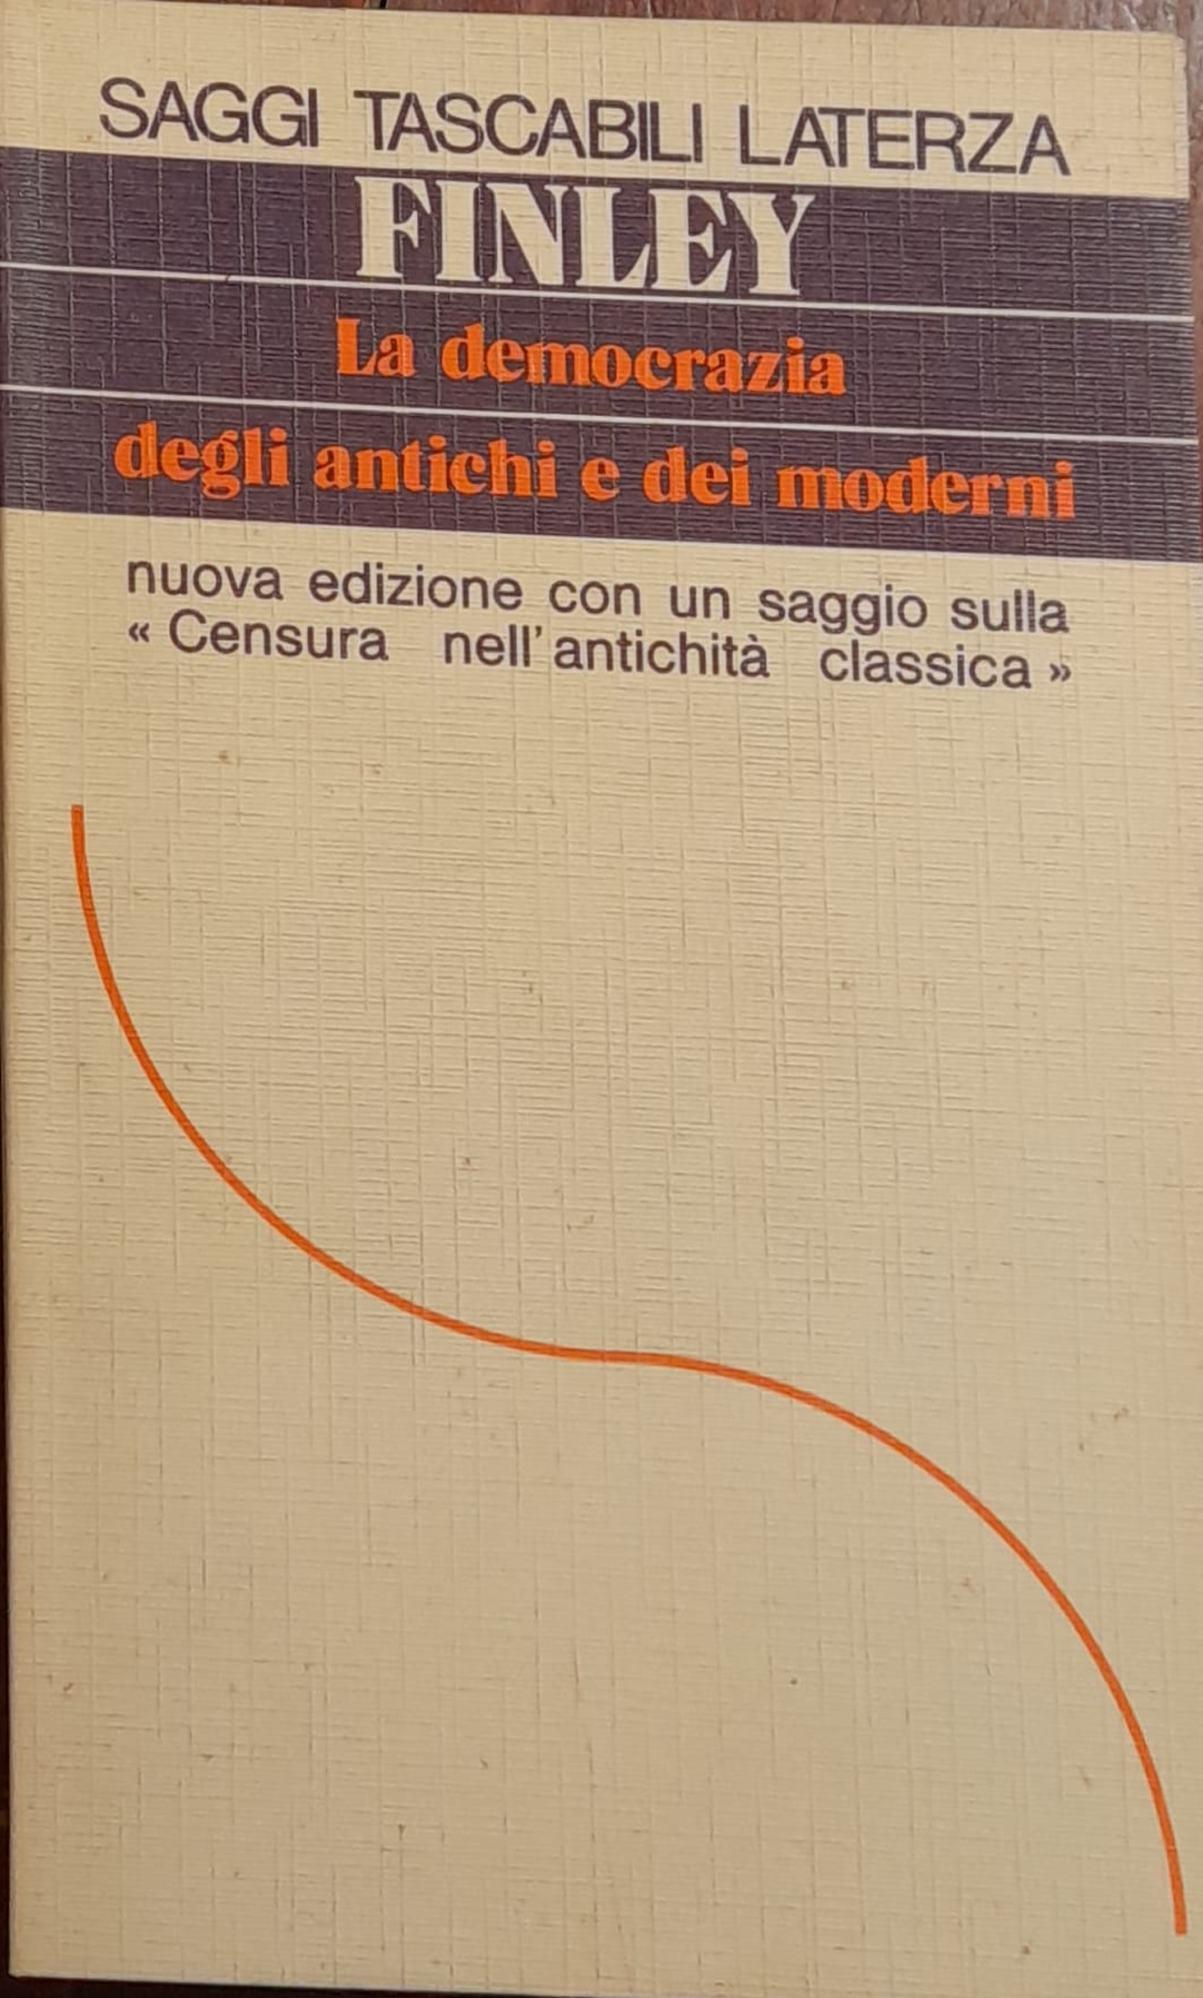 SAGGI TASCABILI LATERZA
FINLEY
La democrazia
degli antichi e dei moderni
nuova edizione con un saggio sulla
« Censura nell'antichità classica »